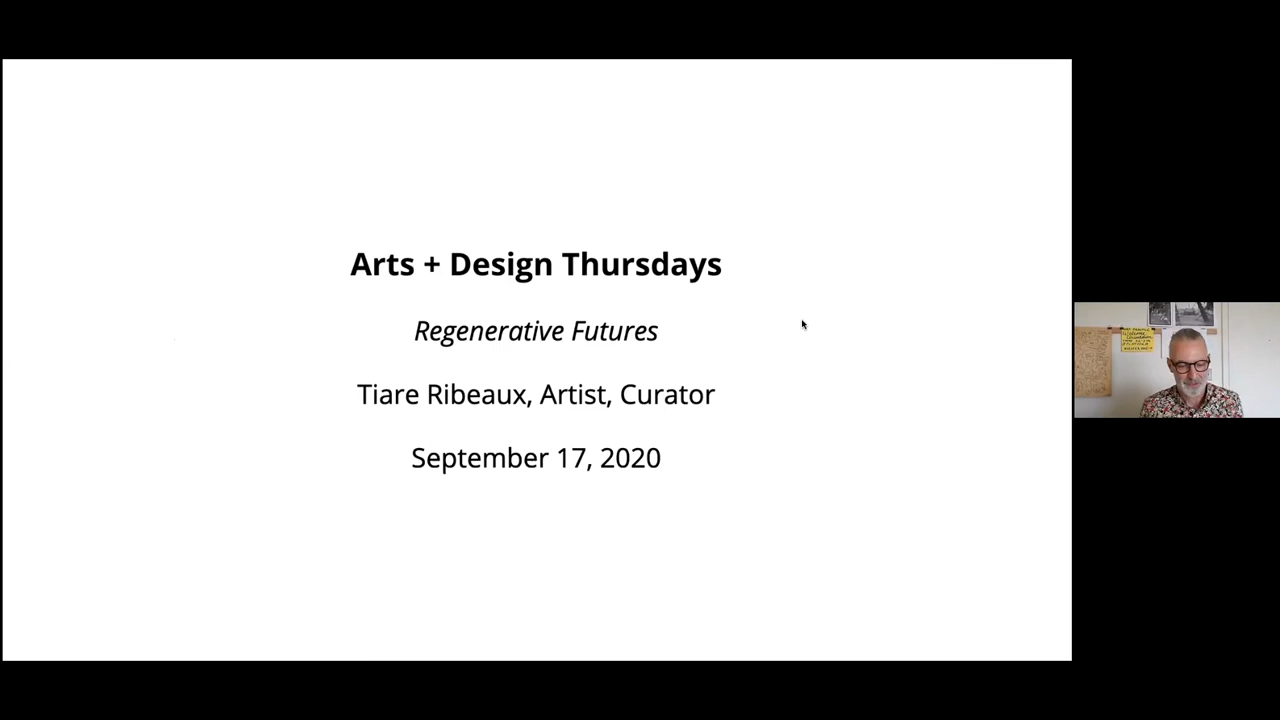 Arts + Design Thursdays
Regenerative Futures
Tiare Ribeaux, Artist, Curator
September 17, 2020